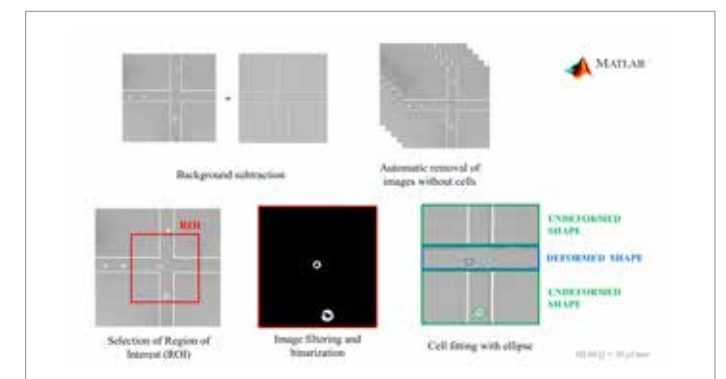 MATLAB
-
Background subtraction
Automatic removal of
images without cells
ROI
Selection of Region of
Interest (ROI)
Image filtering and
binarization
Cell fitting with ellipse
UNDEFORMED
SHAPE
DEFORMED SHAPE
UNDEFORMED
SHAPE